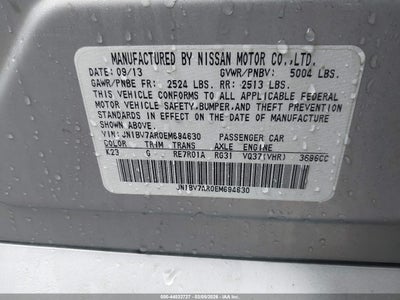 MANUFACTURED BY NISSAN MOTOR CO.,LTD.
DATE: 09/13 GVWR/PNBV: 5004 LBS.
GAWR/PNBE FR: 2524 LBS. RR: 2513 LBS.
THIS VEHICLE CONFORMS TO ALL APPLICABLE FEDERAL
MOTOR VEHICLE SAFETY, BUMPER, AND THEFT PREVENTION
STANDARDS IN EFFECT ON THE DATE OF MANUFACTURE
SHOWN ABOVE.
VIN: JN1BV7AR0EM694630 PASSENGER CAR
COLOR TRIM TRANS AXLE ENGINE
K23 G RE7R01A RG31 VQ37(VHR) 3696CC
JN1BV7AR0EM694630